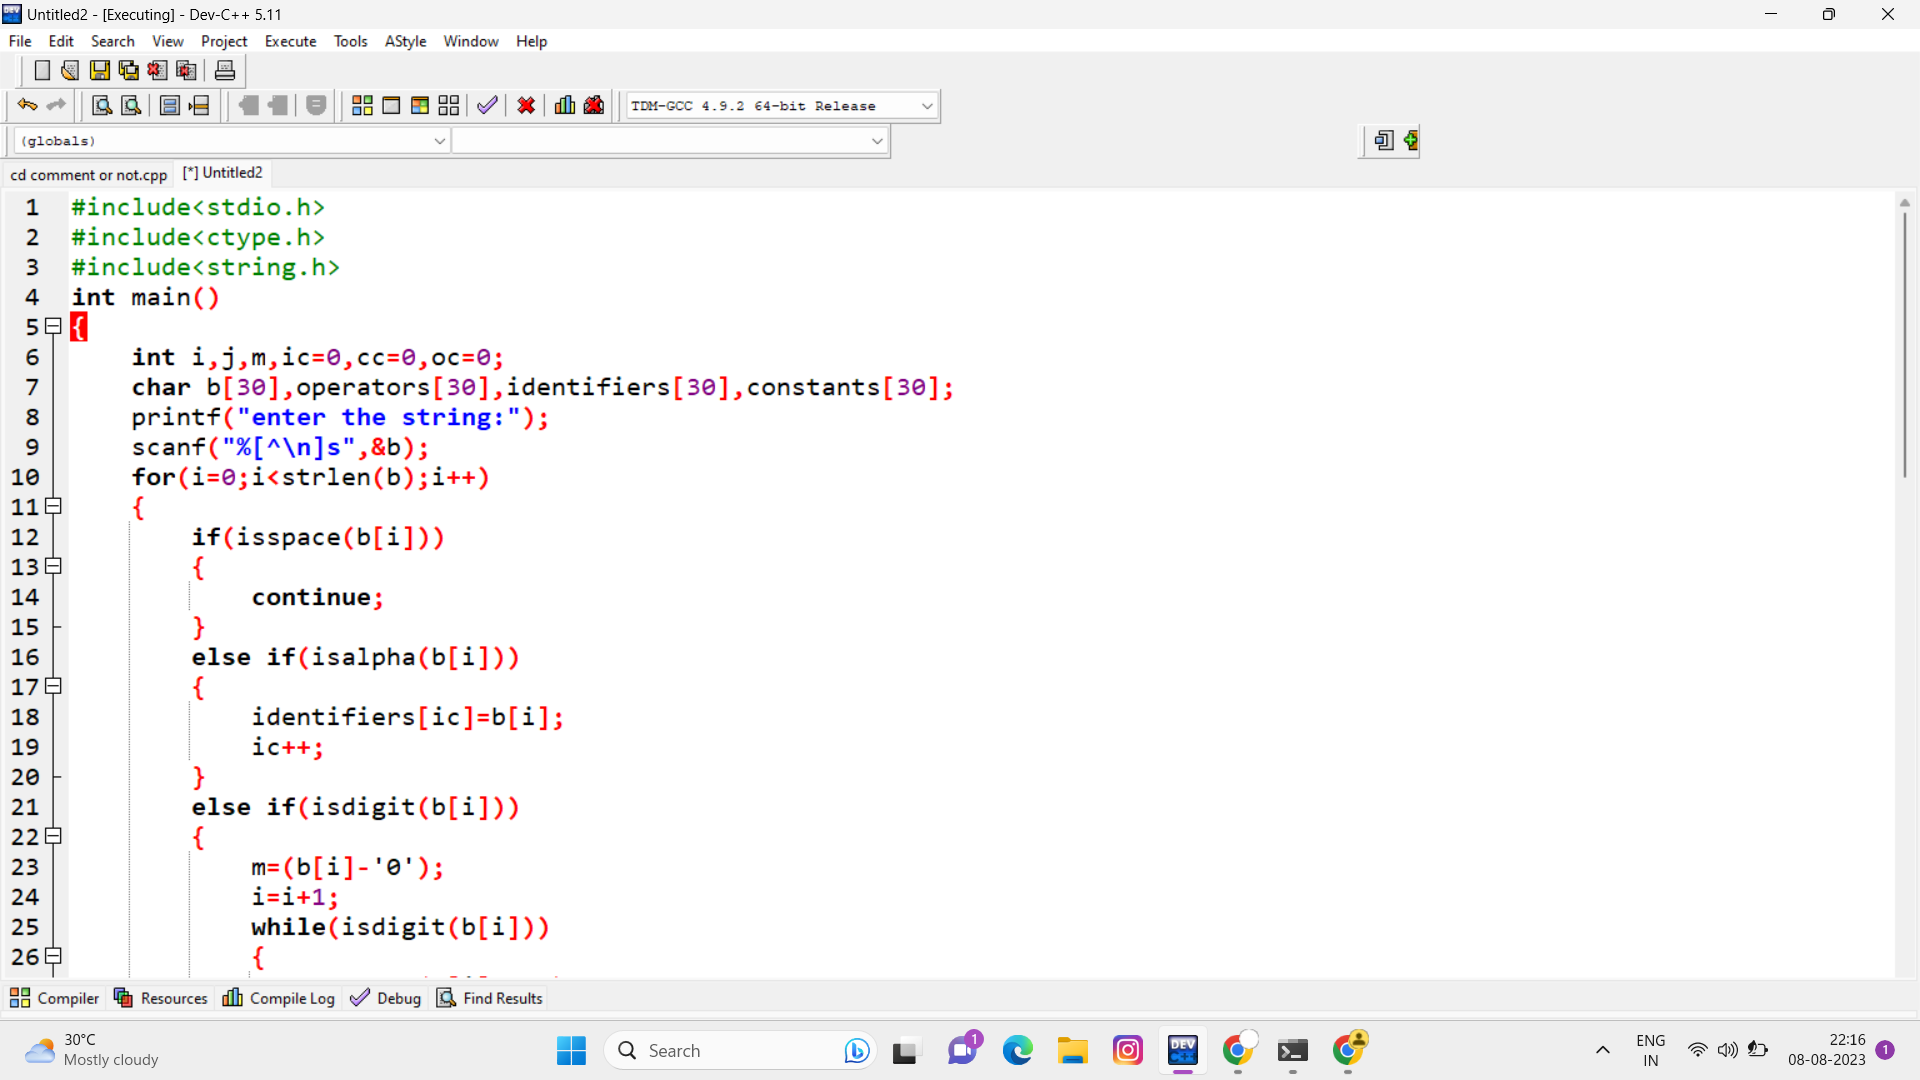 Untitled2 - [Executing] - Dev-C++ 5.11
File Edit Search View Project Execute Tools AStyle Window Help
TDM-GCC 4.9.2 64-bit Release
(globals)
cd comment or not.cpp [*] Untitled2
1 #include<stdio.h>
2 #include<ctype.h>
3 #include<string.h>
4 int main()
5 {
6 int i,j,m,ic=0,cc=0,oc=0;
7 char b[30],operators[30],identifiers[30],constants[30];
8 printf("enter the string:");
9 scanf("%[^\n]s",&b);
10 for(i=0;i<strlen(b);i++)
11 {
12 if(isspace(b[i]))
13 {
14 continue;
15 }
16 else if(isalpha(b[i]))
17 {
18 identifiers[ic]=b[i];
19 ic++;
20 }
21 else if(isdigit(b[i]))
22 {
23 m=(b[i]-'0');
24 i=i+1;
25 while(isdigit(b[i]))
26 {
Compiler Resources Compile Log Debug Find Results
30°C
Mostly cloudy
Search
1
DEV
C++
ENG
IN
22:16
08-08-2023
1